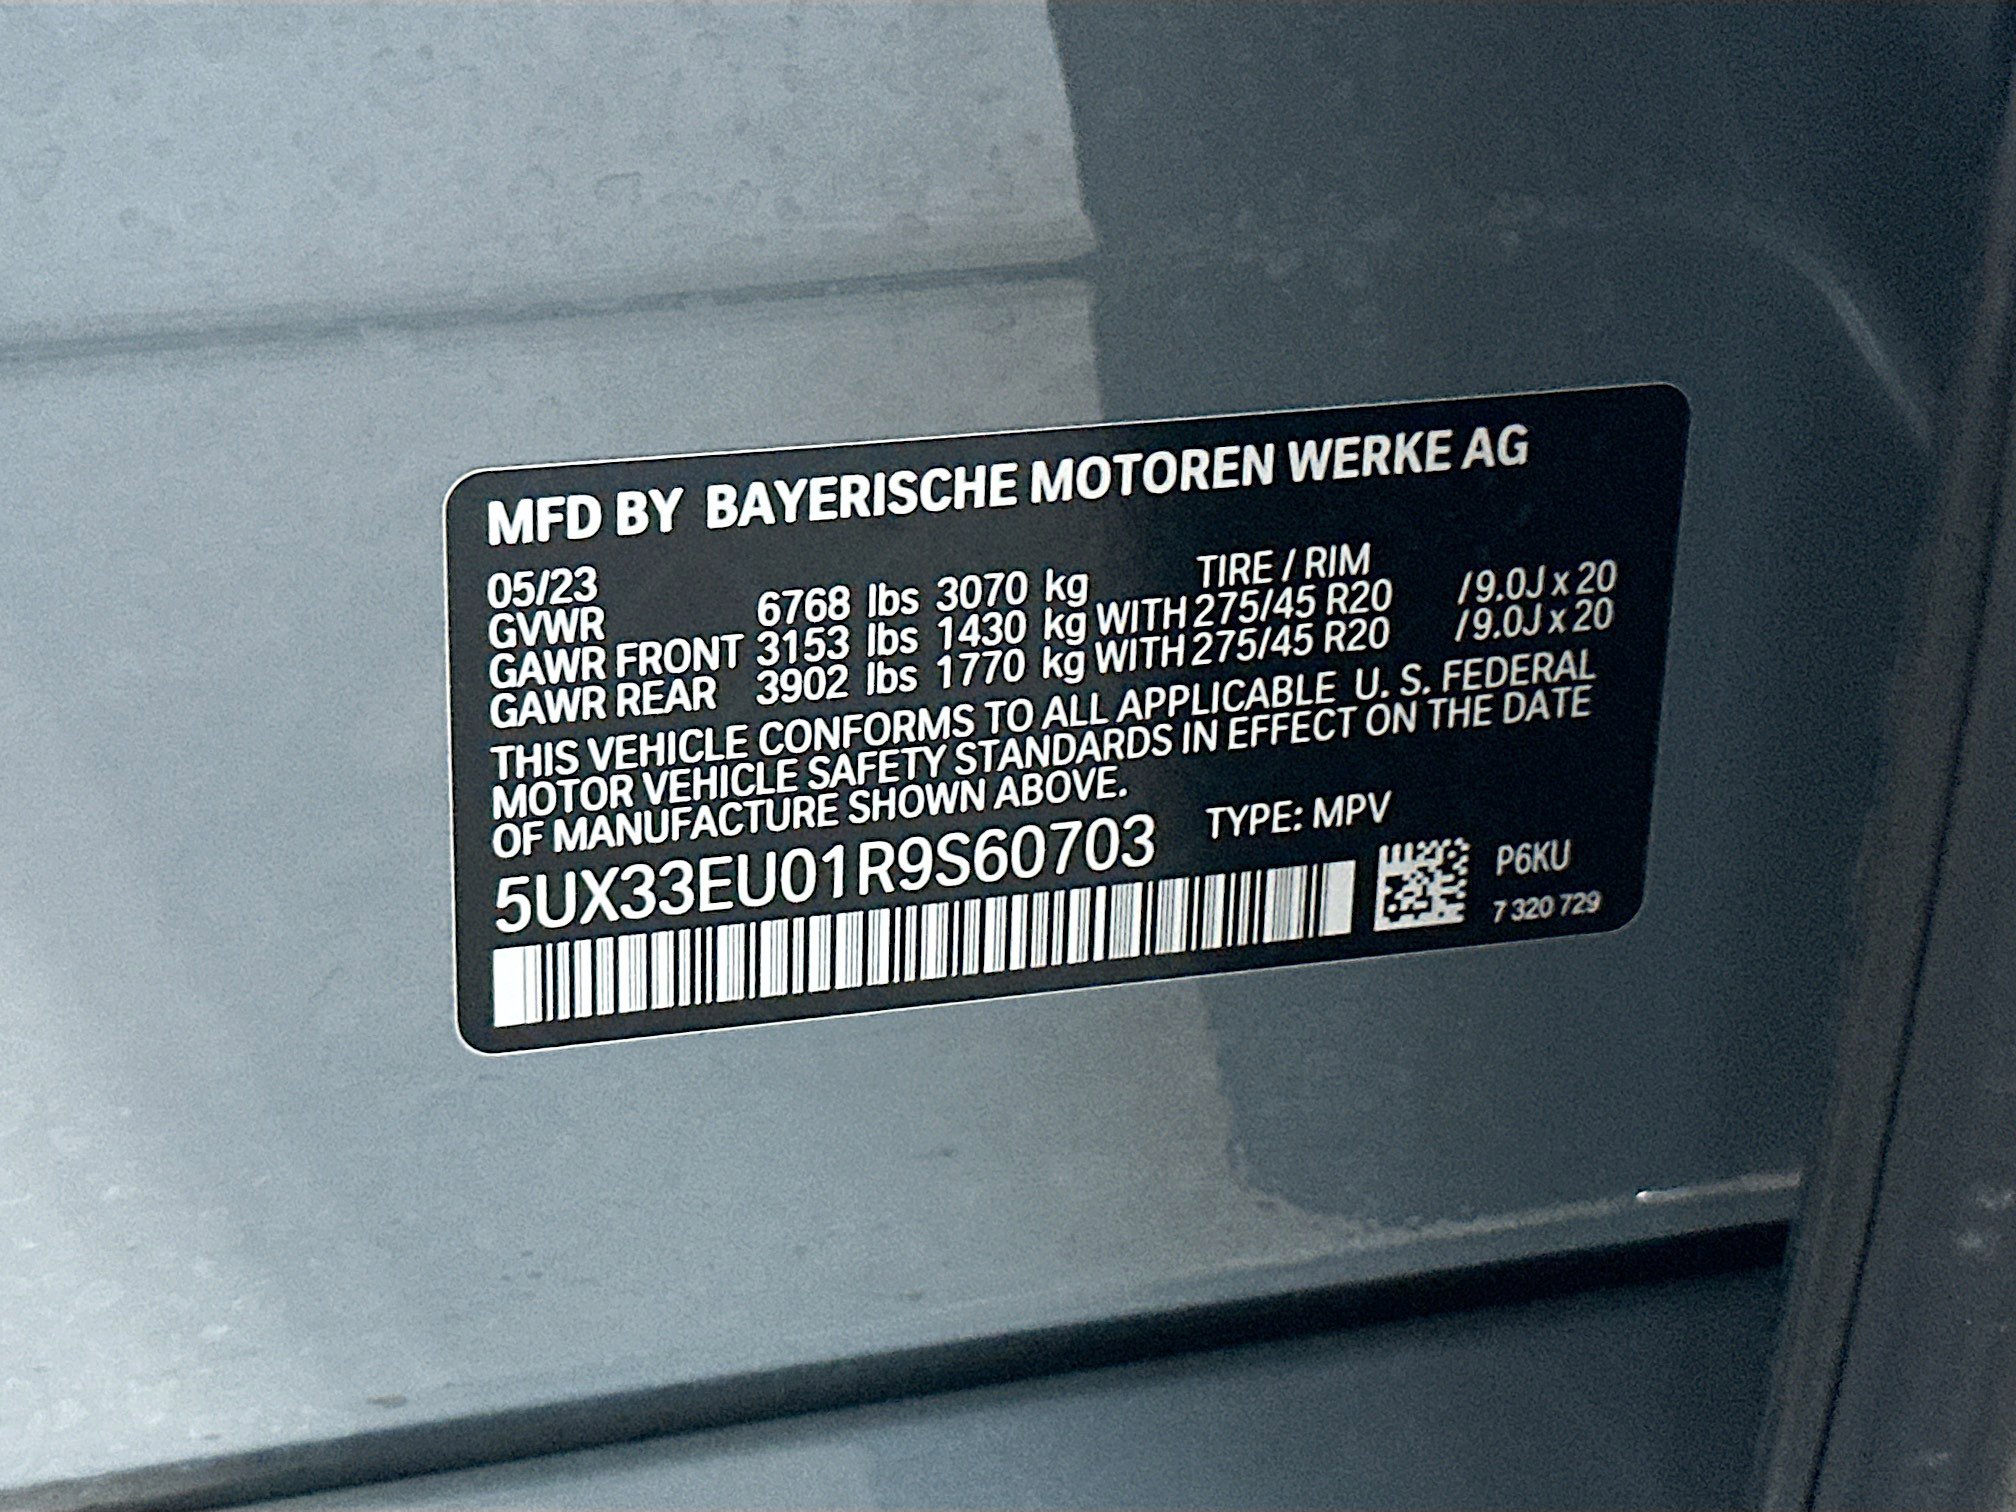 MFD BY BAYERISCHE MOTOREN WERKE AG
05/23 TIRE / RIM
GVWR 6768 lbs 3070 kg
GAWR FRONT 3153 lbs 1430 kg WITH 275/45 R20 /9.0J x 20
GAWR REAR 3902 lbs 1770 kg WITH 275/45 R20 /9.0J x 20
THIS VEHICLE CONFORMS TO ALL APPLICABLE U. S. FEDERAL
MOTOR VEHICLE SAFETY STANDARDS IN EFFECT ON THE DATE
OF MANUFACTURE SHOWN ABOVE.
5UX33EU01R9S60703 TYPE: MPV
P6KU
7 320 729